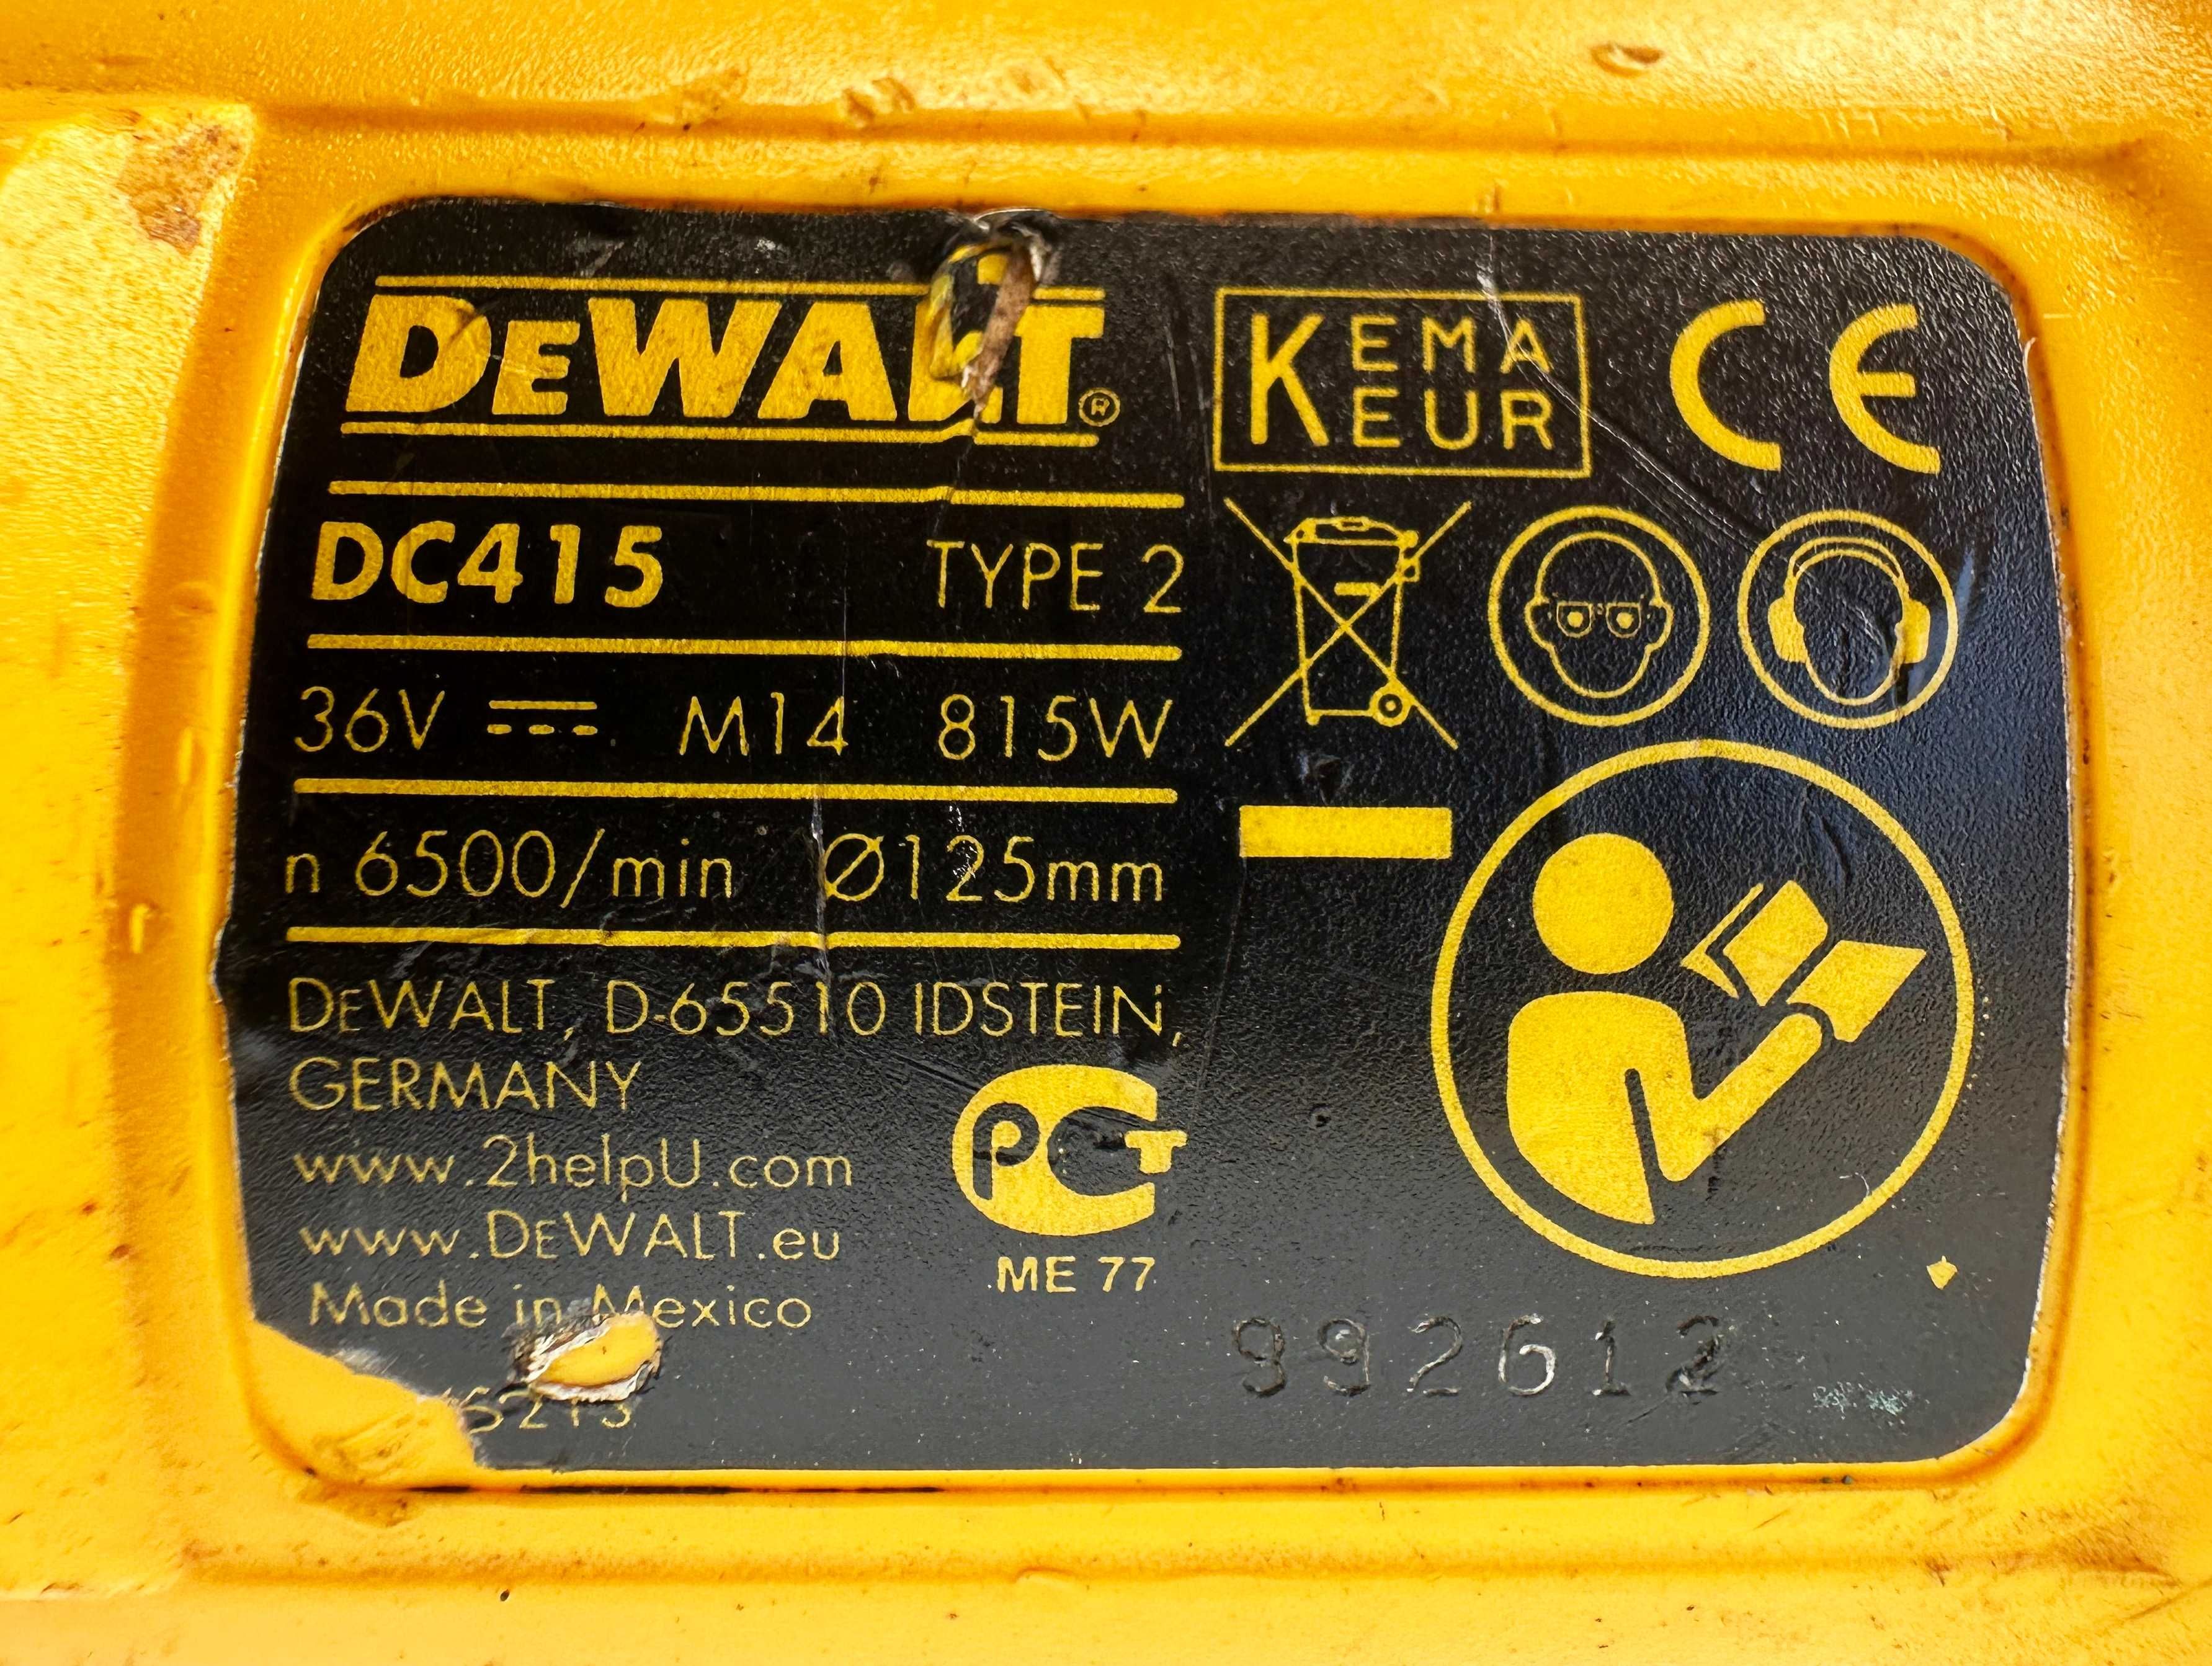 DEWALT®
KEMA
EUR
CE
DC415 TYPE 2
36V M14 815W
n 6500/min Ø125mm
DEWALT, D-65510 IDSTEIN,
GERMANY
www.2helpU.com
www.DEWALT.eu
Made in Mexico
PCT
ME 77
992612